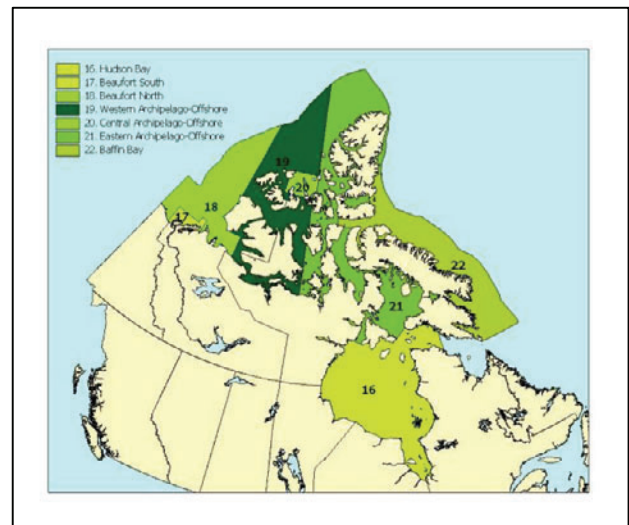 16. Hudson Bay
17. Beaufort South
18. Beaufort North
19. Western Archipelago-Offshore
20. Central Archipelago-Offshore
21. Eastern Archipelago-Offshore
22. Baffin Bay
19
20
18
17
22
21
16